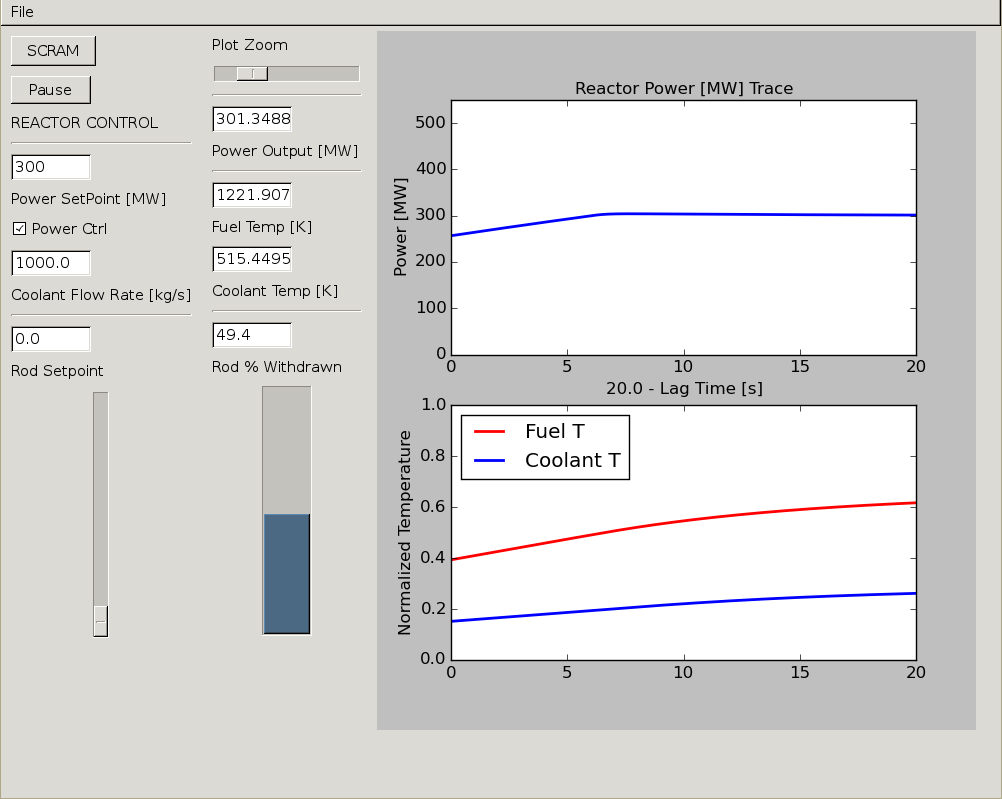 File
SCRAM
Pause
REACTOR CONTROL
300
Power SetPoint [MW]
Power Ctrl
1000.0
Coolant Flow Rate [kg/s]
0.0
Rod Setpoint
Plot Zoom
301.3488
Power Output [MW]
1221.907
Fuel Temp [K]
515.4495
Coolant Temp [K]
49.4
Rod % Withdrawn
Reactor Power [MW] Trace
Power [MW]
500
400
300
200
100
0
0 5 10 15 20
20.0 - Lag Time [s]
Normalized Temperature
1.0
0.8
0.6
0.4
0.2
0.0
Fuel T
Coolant T
0 5 10 15 20